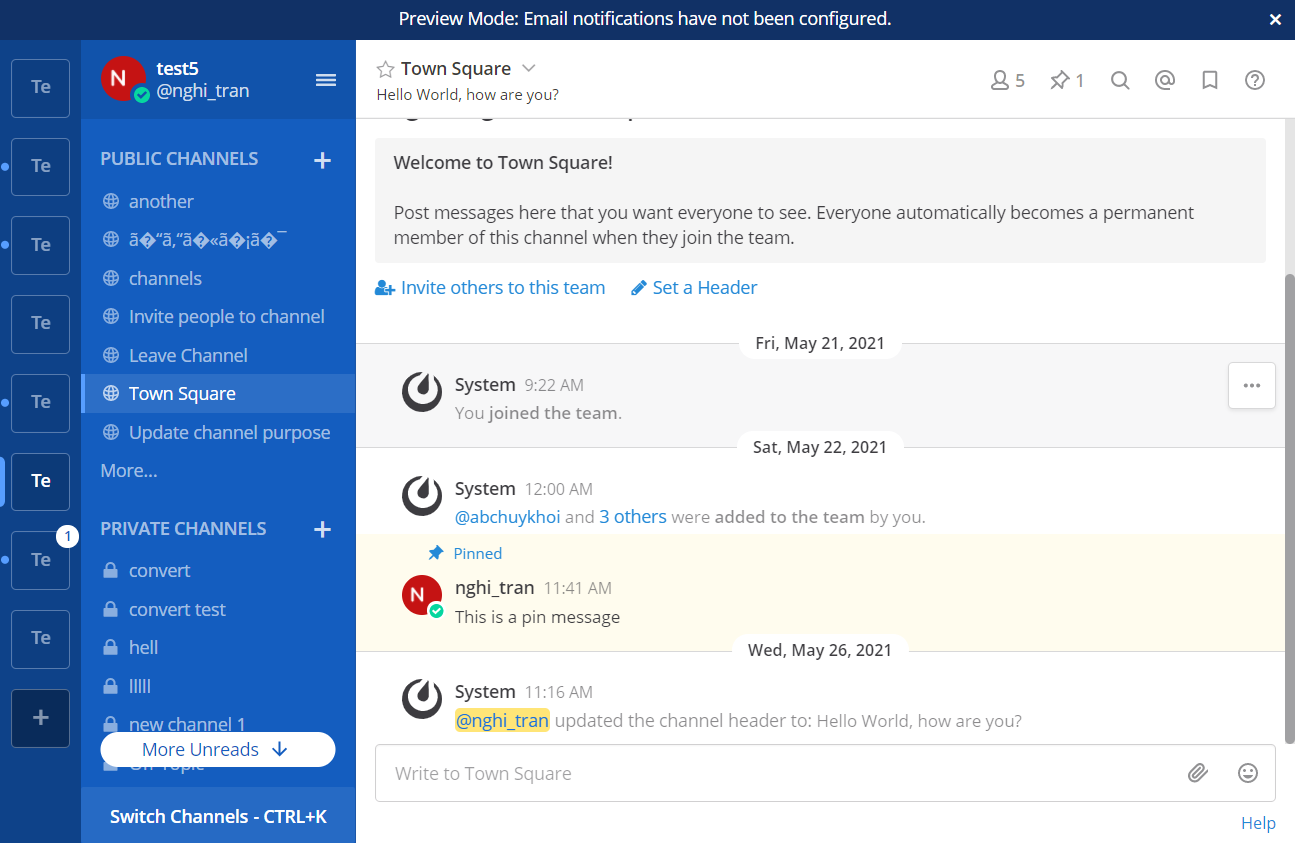 Preview Mode: Email notifications have not been configured.
Te
Te
Te
Te
Te
Te
1
Te
Te
test5
@nghi_tran
PUBLIC CHANNELS
another
channels
Invite people to channel
Leave Channel
Town Square
Update channel purpose
More...
PRIVATE CHANNELS
convert
convert test
hell
lllll
new channel 1
More Unreads
Off-Topic
Switch Channels - CTRL+K
Town Square
Hello World, how are you?
5
1
Welcome to Town Square!
Post messages here that you want everyone to see. Everyone automatically becomes a permanent
member of this channel when they join the team.
Invite others to this team
Set a Header
Fri, May 21, 2021
System 9:22 AM
You joined the team.
Sat, May 22, 2021
System 12:00 AM
@abchuykhoi and 3 others were added to the team by you.
Pinned
N
nghi_tran 11:41 AM
This is a pin message
Wed, May 26, 2021
System 11:16 AM
@nghi_tran updated the channel header to: Hello World, how are you?
Write to Town Square
Help